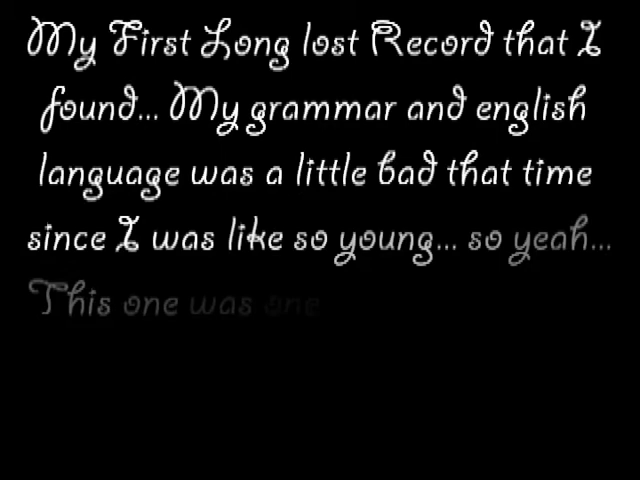 My First Long lost Record that I
found... My grammar and english
language was a little bad that time
since I was like so young... so yeah...
This one was one